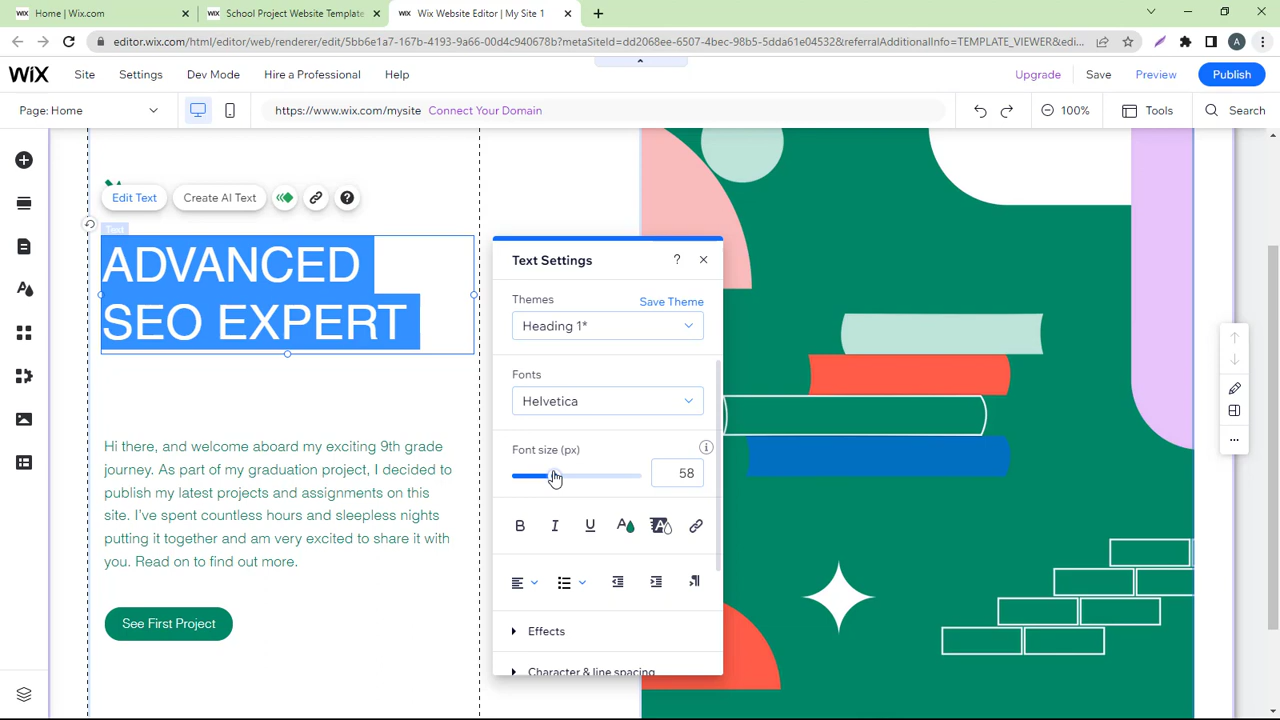 Home | Wix.com
School Project Website Template
Wix Website Editor | My Site 1
editor.wix.com/html/editor/web/renderer/edit/5bb6e1a7-167b-4193-9a66-00d4c940678b?metaSiteId=dd2068ee-6507-4bec-98b5-5dda61e04532&referralAdditionalInfo=TEMPLATE_VIEWER&edi...
A
WiX Site Settings Dev Mode Hire a Professional Help Upgrade Save Preview Publish
Page: Home https://www.wix.com/mysite Connect Your Domain 100% Tools Search
Edit Text Create AI Text ?
Text
ADVANCED
SEO EXPERT
Text Settings ?
Themes Save Theme
Heading 1*
Fonts
Helvetica
Font size (px)
58
B I U A A
Effects
Character & line spacing
Hi there, and welcome aboard my exciting 9th grade
journey. As part of my graduation project, I decided to
publish my latest projects and assignments on this
site. I've spent countless hours and sleepless nights
putting it together and am very excited to share it with
you. Read on to find out more.
See First Project